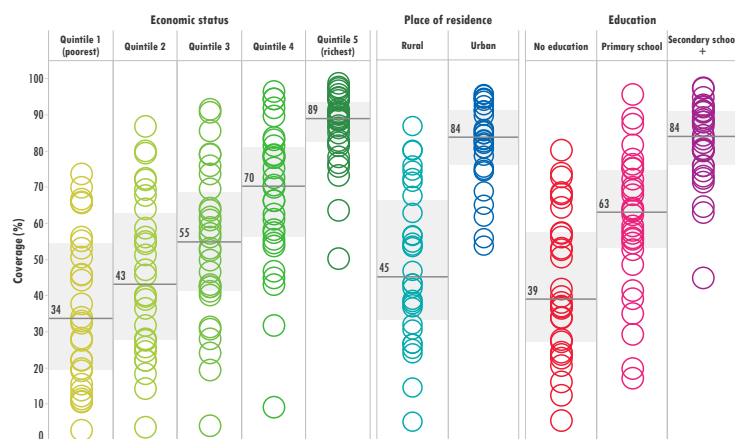 Economic status
Place of residence
Education
Quintile 1
(poorest)
Quintile 2
Quintile 3
Quintile 4
Quintile 5
(richest)
Rural
Urban
No education
Primary school
Secondary school
+
Coverage (%)
100
90
80
70
60
50
40
30
20
10
0
34
43
55
70
89
45
84
39
63
84